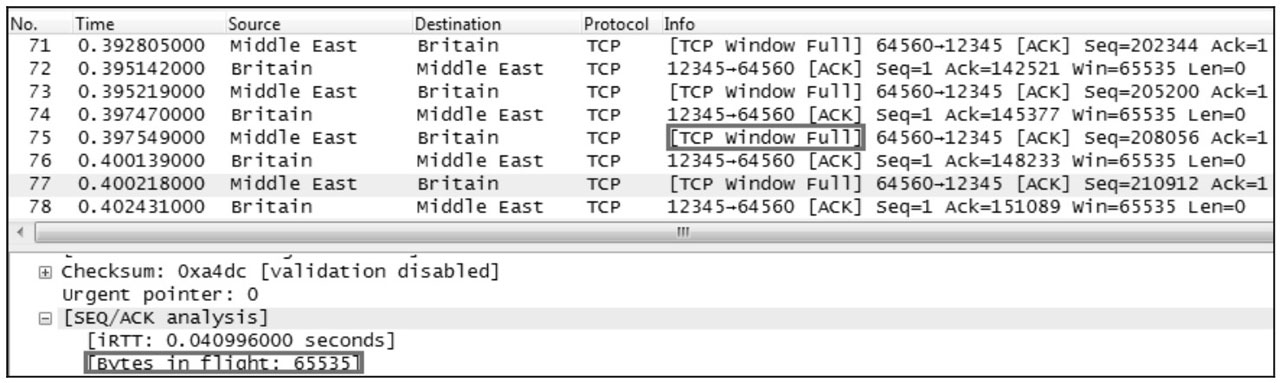 No. Time Source Destination Protocol Info
71 0.392805000 Middle East Britain TCP [TCP Window Full] 64560→12345 [ACK] Seq=202344 Ack=1
72 0.395142000 Britain Middle East TCP 12345→64560 [ACK] Seq=1 Ack=142521 Win=65535 Len=0
73 0.395219000 Middle East Britain TCP [TCP Window Full] 64560→12345 [ACK] Seq=205200 Ack=1
74 0.397470000 Britain Middle East TCP 12345→64560 [ACK] Seq=1 Ack=145377 Win=65535 Len=0
75 0.397549000 Middle East Britain TCP [TCP Window Full] 64560→12345 [ACK] Seq=208056 Ack=1
76 0.400139000 Britain Middle East TCP 12345→64560 [ACK] Seq=1 Ack=148233 Win=65535 Len=0
77 0.400218000 Middle East Britain TCP [TCP Window Full] 64560→12345 [ACK] Seq=210912 Ack=1
78 0.402431000 Britain Middle East TCP 12345→64560 [ACK] Seq=1 Ack=151089 Win=65535 Len=0
Checksum: 0xa4dc [validation disabled]
Urgent pointer: 0
[SEQ/ACK analysis]
[iRTT: 0.040996000 seconds]
[Bytes in flight: 65535]